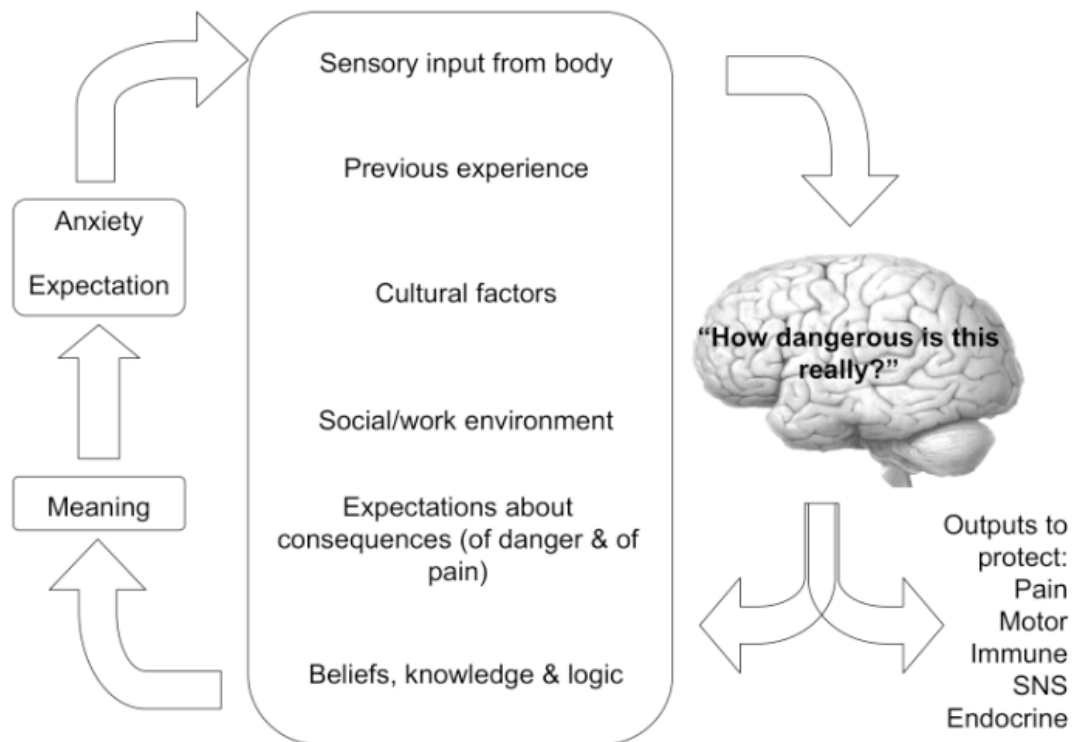 Sensory input from body
Previous experience
Cultural factors
Social/work environment
Expectations about
consequences (of danger & of
pain)
Beliefs, knowledge & logic
Anxiety
Expectation
Meaning
“How dangerous is this
really?”
Outputs to
protect:
Pain
Motor
Immune
SNS
Endocrine